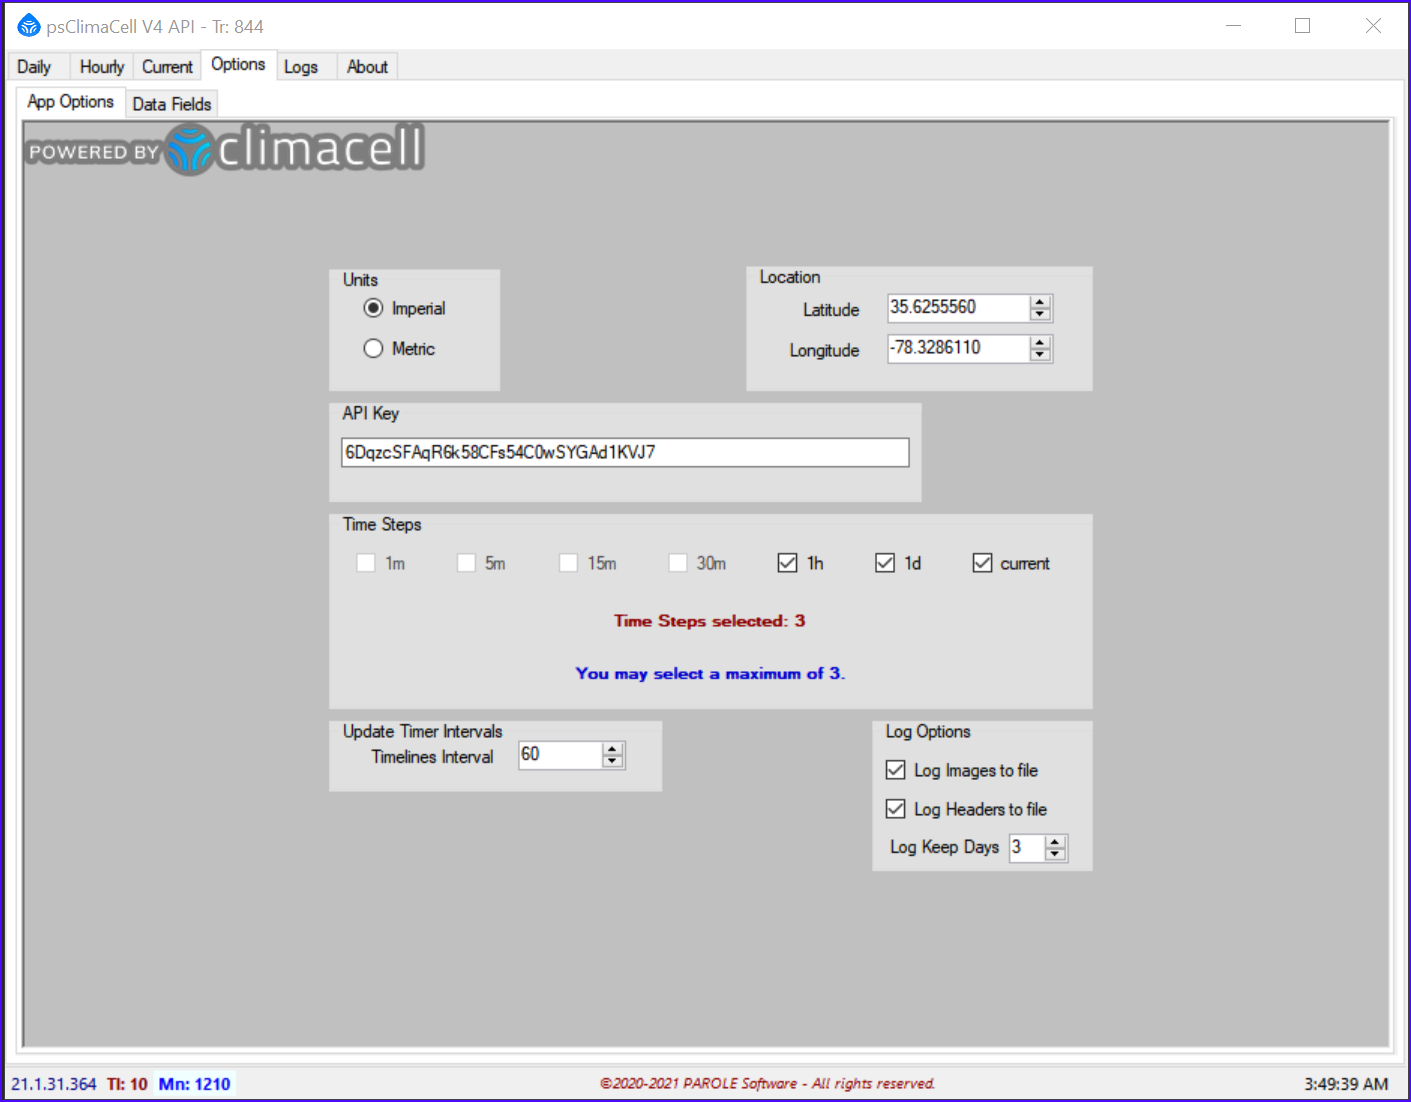 psClimaCell V4 API - Tr: 844
Daily Hourly Current Options Logs About
App Options Data Fields
POWERED BY climacell
Units
Imperial
Metric
Location
Latitude 35.6255560
Longitude -78.3286110
API Key
6DqzcSFAqR6k58CFs54C0wSYGAd1KVJ7
Time Steps
1m 5m 15m 30m 1h 1d current
Time Steps selected: 3
You may select a maximum of 3.
Update Timer Intervals
Timelines Interval 60
Log Options
Log Images to file
Log Headers to file
Log Keep Days 3
21.1.31.364 Tl: 10 Mn: 1210 ©2020-2021 PAROLE Software - All rights reserved. 3:49:39 AM